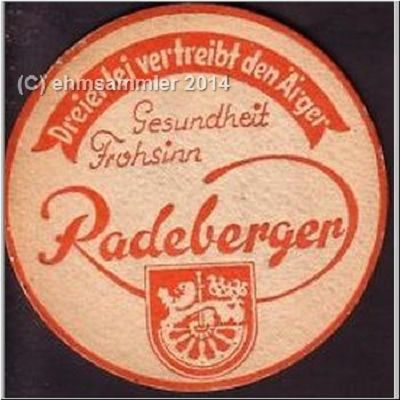 Dreierlei vertreibt den Ärger
(C) ehmsammler 2014
Gesundheit
Frohsinn
Radeberger